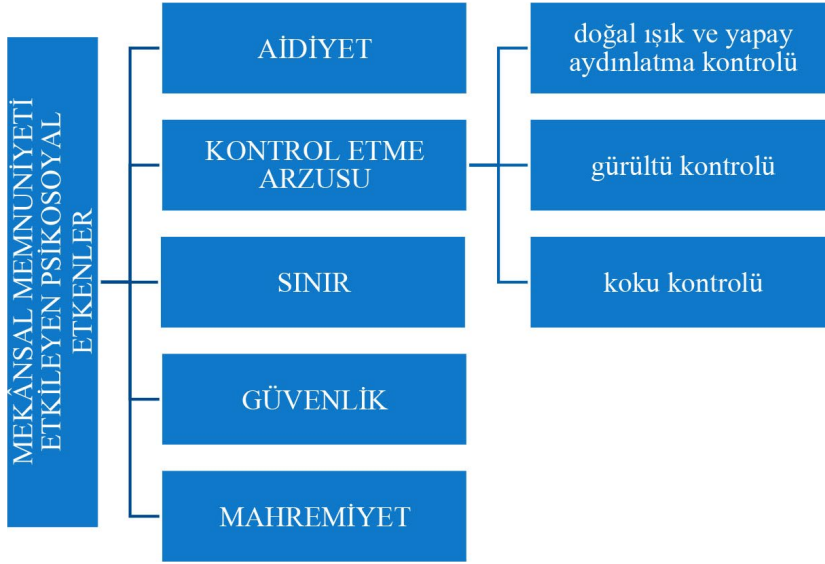 MEKÂNSAL MEMNUNİYETİ
ETKİLEYEN PSİKOSOYAL
ETKENLER
AİDİYET
KONTROL ETME
ARZUSU
SINIR
GÜVENLİK
MAHREMİYET
doğal ışık ve yapay
aydınlatma kontrolü
gürültü kontrolü
koku kontrolü